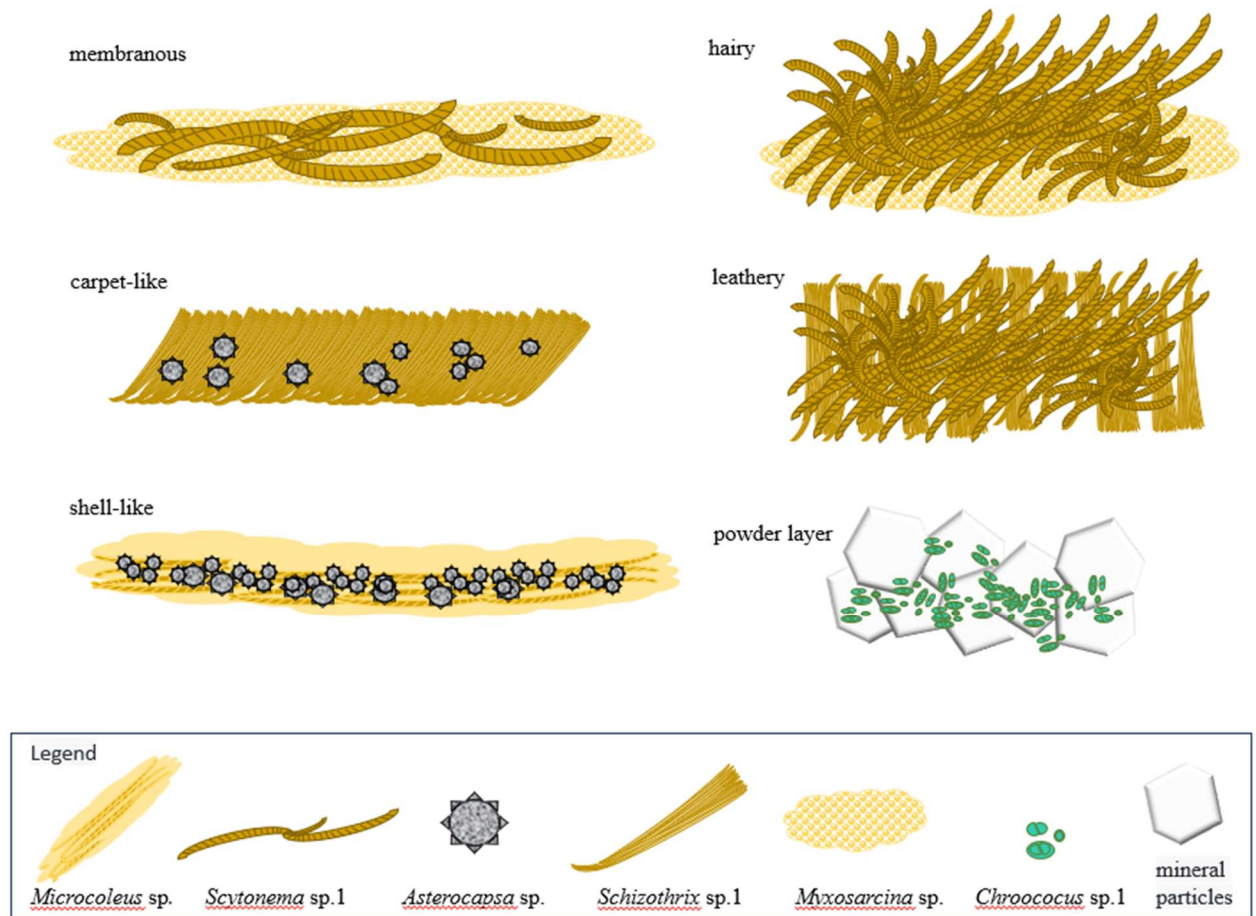 membranous
hairy
carpet-like
leathery
shell-like
powder layer
Legend
Microcoleus sp.
Scytonema sp.1
Asterocapsa sp.
Schizothrix sp.1
Myxosarcina sp.
Chroococus sp.1
mineral
particles